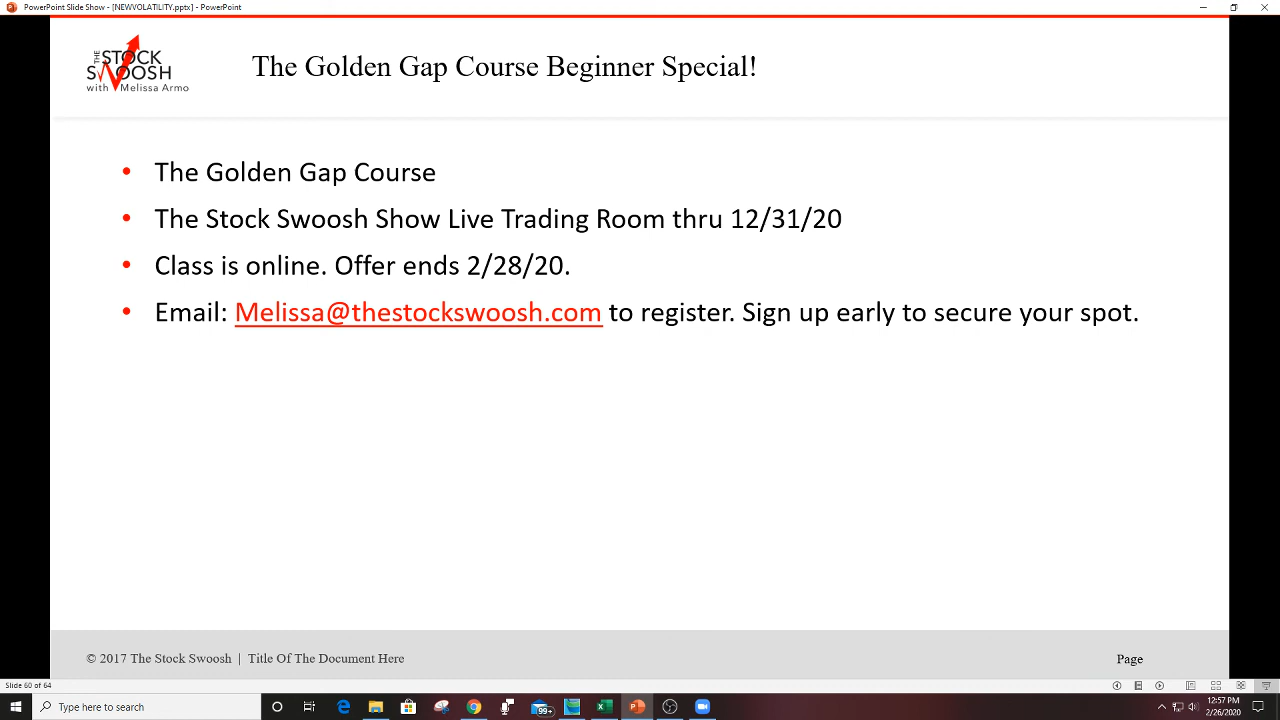 PowerPoint Slide Show - [NEWVOLATILITY.pptx] - PowerPoint
THE STOCK
SWOOSH
with Melissa Armo
The Golden Gap Course Beginner Special!
• The Golden Gap Course
• The Stock Swoosh Show Live Trading Room thru 12/31/20
• Class is online. Offer ends 2/28/20.
• Email: Melissa@thestockswoosh.com to register. Sign up early to secure your spot.
© 2017 The Stock Swoosh | Title Of The Document Here
Page
Slide 60 of 64
Type here to search
99+
12:57 PM
2/26/2020